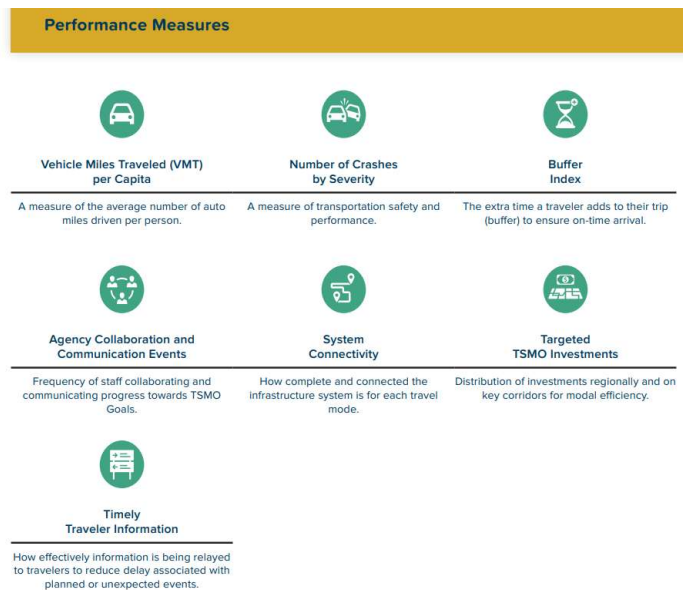 Performance Measures
Vehicle Miles Traveled (VMT)
per Capita
A measure of the average number of auto
miles driven per person.
Number of Crashes
by Severity
A measure of transportation safety and
performance.
Buffer
Index
The extra time a traveler adds to their trip
(buffer) to ensure on-time arrival.
Agency Collaboration and
Communication Events
Frequency of staff collaborating and
communicating progress towards TSMO
Goals.
System
Connectivity
How complete and connected the
infrastructure system is for each travel
mode.
Targeted
TSMO Investments
Distribution of investments regionally and on
key corridors for modal efficiency.
Timely
Traveler Information
How effectively information is being relayed
to travelers to reduce delay associated with
planned or unexpected events.